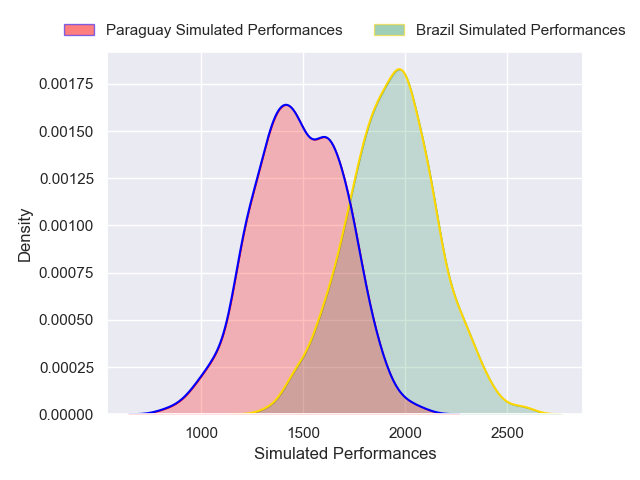 Paraguay Simulated Performances Brazil Simulated Performances
0.00175
0.00150
0.00125
0.00100
0.00075
0.00050
0.00025
0.00000
Density
1000 1500 2000 2500
Simulated Performances